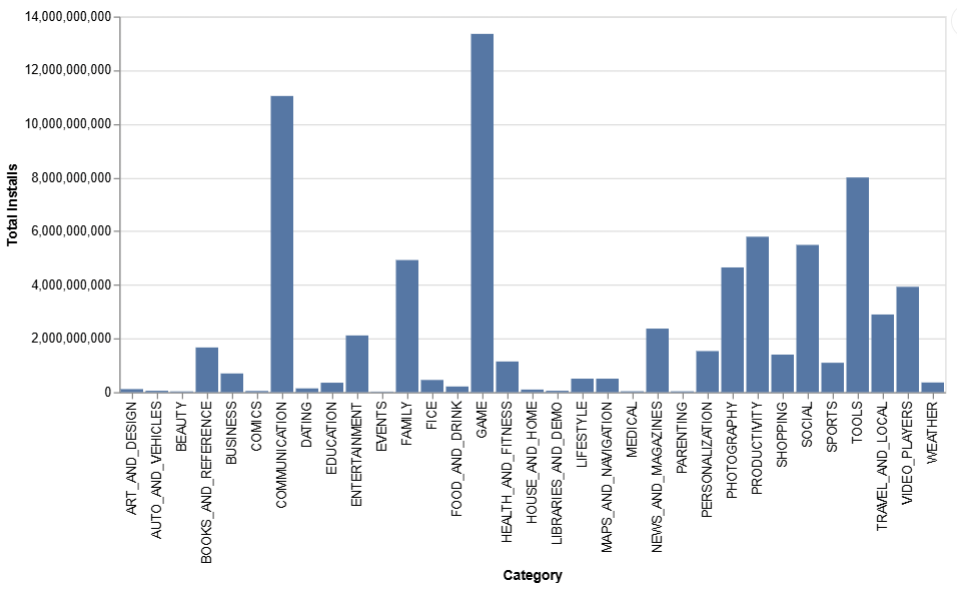 14,000,000,000
12,000,000,000
10,000,000,000
8,000,000,000
6,000,000,000
4,000,000,000
2,000,000,000
0
Total Installs
ART_AND_DESIGN
AUTO_AND_VEHICLES
BEAUTY
BOOKS_AND_REFERENCE
BUSINESS
COMICS
COMMUNICATION
DATING
EDUCATION
ENTERTAINMENT
EVENTS
FAMILY
FICE
FOOD_AND_DRINK
GAME
HEALTH_AND_FITNESS
HOUSE_AND_HOME
LIBRARIES_AND_DEMO
LIFESTYLE
MAPS_AND_NAVIGATION
MEDICAL
NEWS_AND_MAGAZINES
PARENTING
PERSONALIZATION
PHOTOGRAPHY
PRODUCTIVITY
SHOPPING
SOCIAL
SPORTS
TOOLS
TRAVEL_AND_LOCAL
VIDEO_PLAYERS
WEATHER
Category